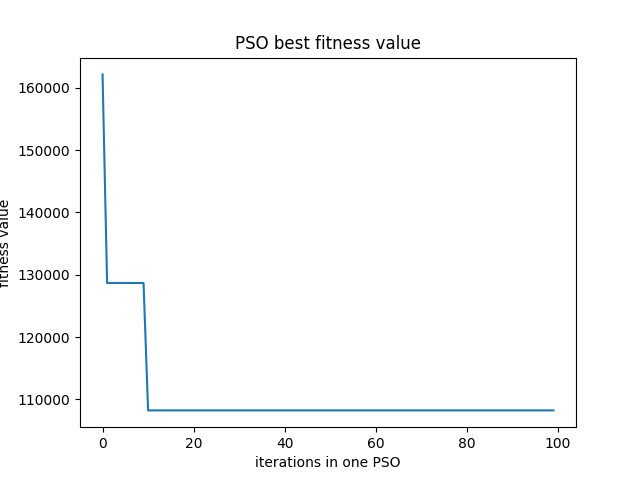 PSO best fitness value
fitness value
160000
150000
140000
130000
120000
110000
0 20 40 60 80 100
iterations in one PSO